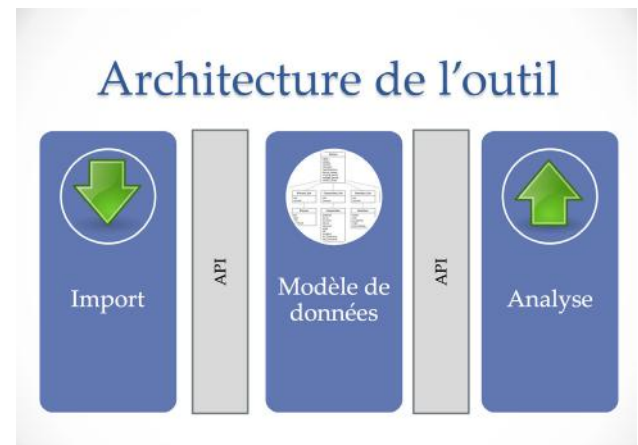 Architecture de l’outil
Import
API
Modèle de
données
API
Analyse